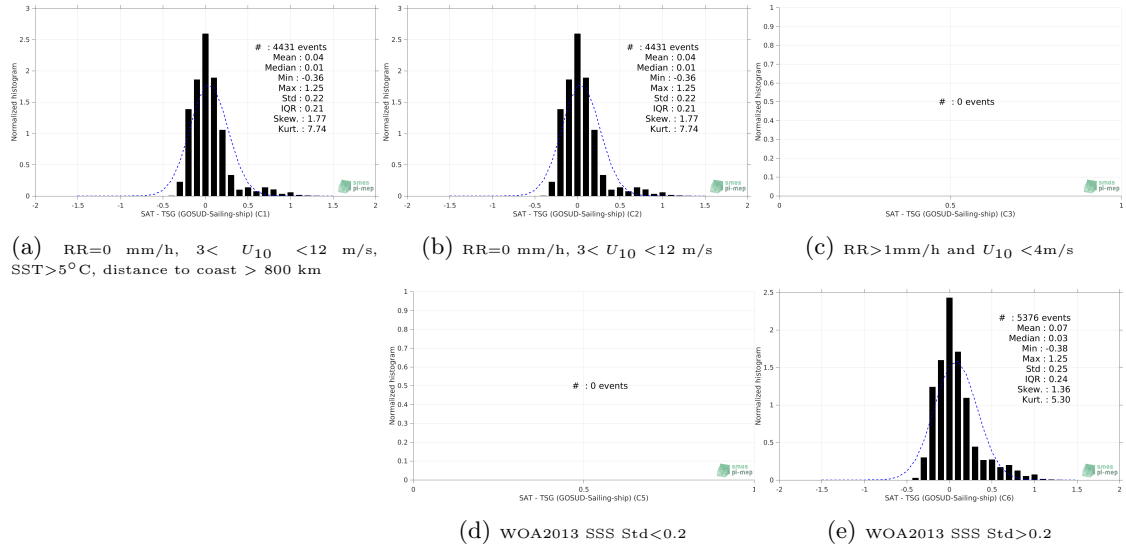 3
2.5
2
1.5
1
0.5
0
Normalized histogram
# : 4431 events
Mean : 0.04
Median : 0.01
Min : -0.36
Max : 1.25
Std : 0.22
IQR : 0.21
Skew. : 1.77
Kurt. : 7.74
smos
pi-mep
-2 -1.5 -1 -0.5 0 0.5 1 1.5 2
SAT - TSG (GOSUD-Sailing-ship) (C1)
(a) RR=0 mm/h, 3< U10 <12 m/s,
SST>5°C, distance to coast > 800 km
3
2.5
2
1.5
1
0.5
0
Normalized histogram
# : 4431 events
Mean : 0.04
Median : 0.01
Min : -0.36
Max : 1.25
Std : 0.22
IQR : 0.21
Skew. : 1.77
Kurt. : 7.74
smos
pi-mep
-2 -1.5 -1 -0.5 0 0.5 1 1.5 2
SAT - TSG (GOSUD-Sailing-ship) (C2)
(b) RR=0 mm/h, 3< U10 <12 m/s
1
0.9
0.8
0.7
0.6
0.5
0.4
0.3
0.2
0.1
0
Normalized histogram
# : 0 events
smos
pi-mep
0 0.5 1
SAT - TSG (GOSUD-Sailing-ship) (C3)
(c) RR>1mm/h and U10 <4m/s
1
0.9
0.8
0.7
0.6
0.5
0.4
0.3
0.2
0.1
0
Normalized histogram
# : 0 events
smos
pi-mep
0 0.5 1
SAT - TSG (GOSUD-Sailing-ship) (C5)
(d) WOA2013 SSS Std<0.2
2.5
2
1.5
1
0.5
0
Normalized histogram
# : 5376 events
Mean : 0.07
Median : 0.03
Min : -0.38
Max : 1.25
Std : 0.25
IQR : 0.24
Skew. : 1.36
Kurt. : 5.30
smos
pi-mep
-2 -1.5 -1 -0.5 0 0.5 1 1.5 2
SAT - TSG (GOSUD-Sailing-ship) (C6)
(e) WOA2013 SSS Std>0.2